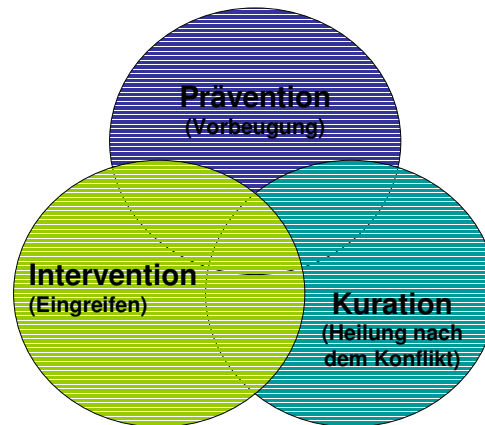 Prävention
(Vorbeugung)
Intervention
(Eingreifen)
Kuration
(Heilung nach
dem Konflikt)